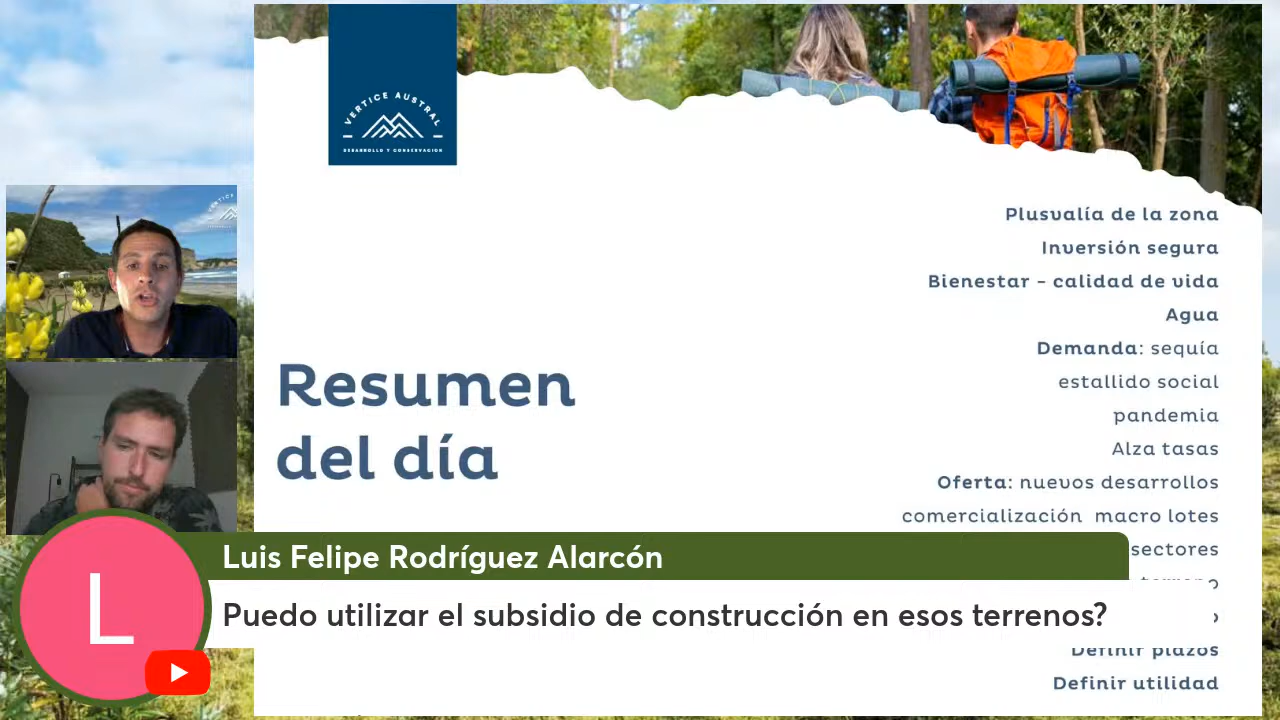 VERTICE AUSTRAL
DESARROLLO Y CONSERVACION
Plusvalía de la zona
Inversión segura
Bienestar - calidad de vida
Agua
Demanda: sequía
estallido social
pandemia
Alza tasas
Oferta: nuevos desarrollos
comercialización macro lotes
sectores
Resumen
del día
Luis Felipe Rodríguez Alarcón
L
Puedo utilizar el subsidio de construcción en esos terrenos?
Definir plazos
Definir utilidad